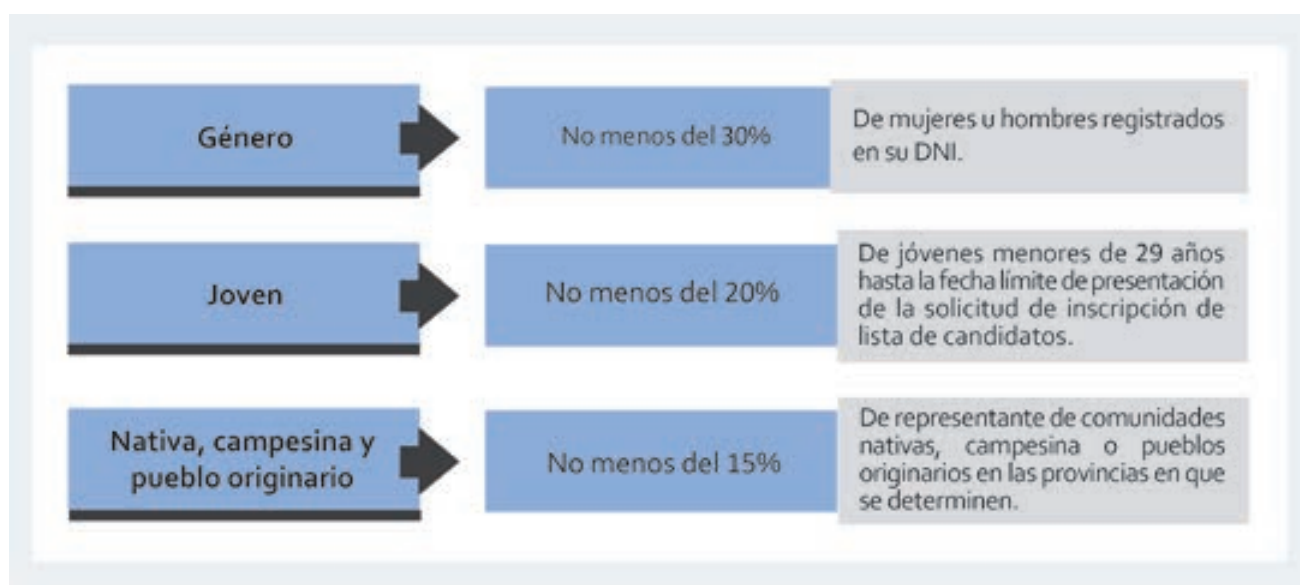 Género
No menos del 30%
De mujeres u hombres registrados
en su DNI.
Joven
No menos del 20%
De jóvenes menores de 29 años
hasta la fecha límite de presentación
de la solicitud de inscripción de
lista de candidatos.
Nativa, campesina y
pueblo originario
No menos del 15%
De representante de comunidades
nativas, campesina o pueblos
originarios en las provincias en que
se determinen.